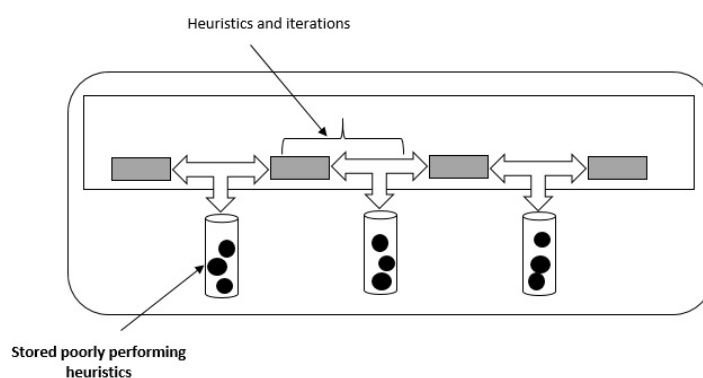 Heuristics and iterations
Stored poorly performing
heuristics